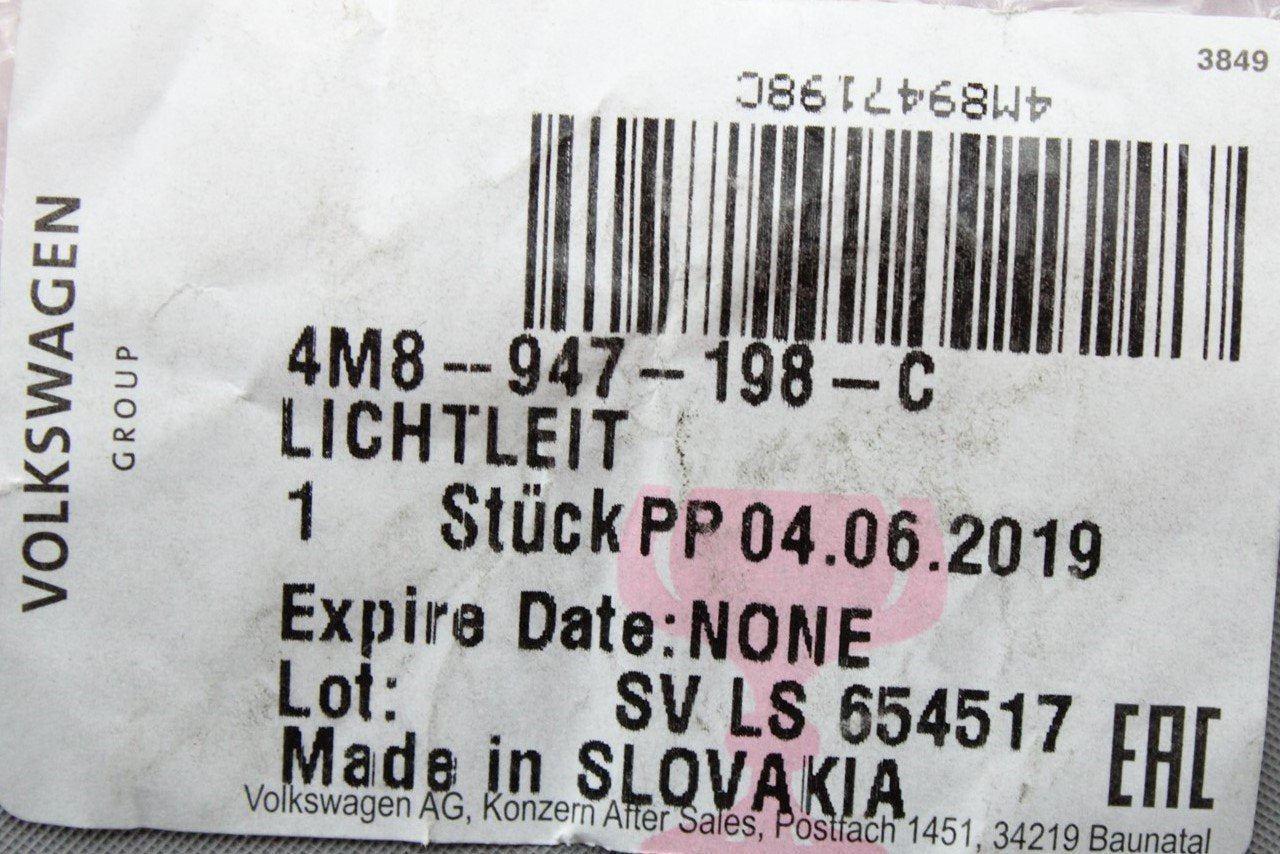 3849
4M8947198C
VOLKSWAGEN
GROUP
4M8--947-198-C
LICHTLEIT
1 Stück PP 04.06.2019
Expire Date: NONE
Lot: SV LS 654517
Made in SLOVAKIA
EAC
Volkswagen AG, Konzern After Sales, Postfach 1451, 34219 Baunatal